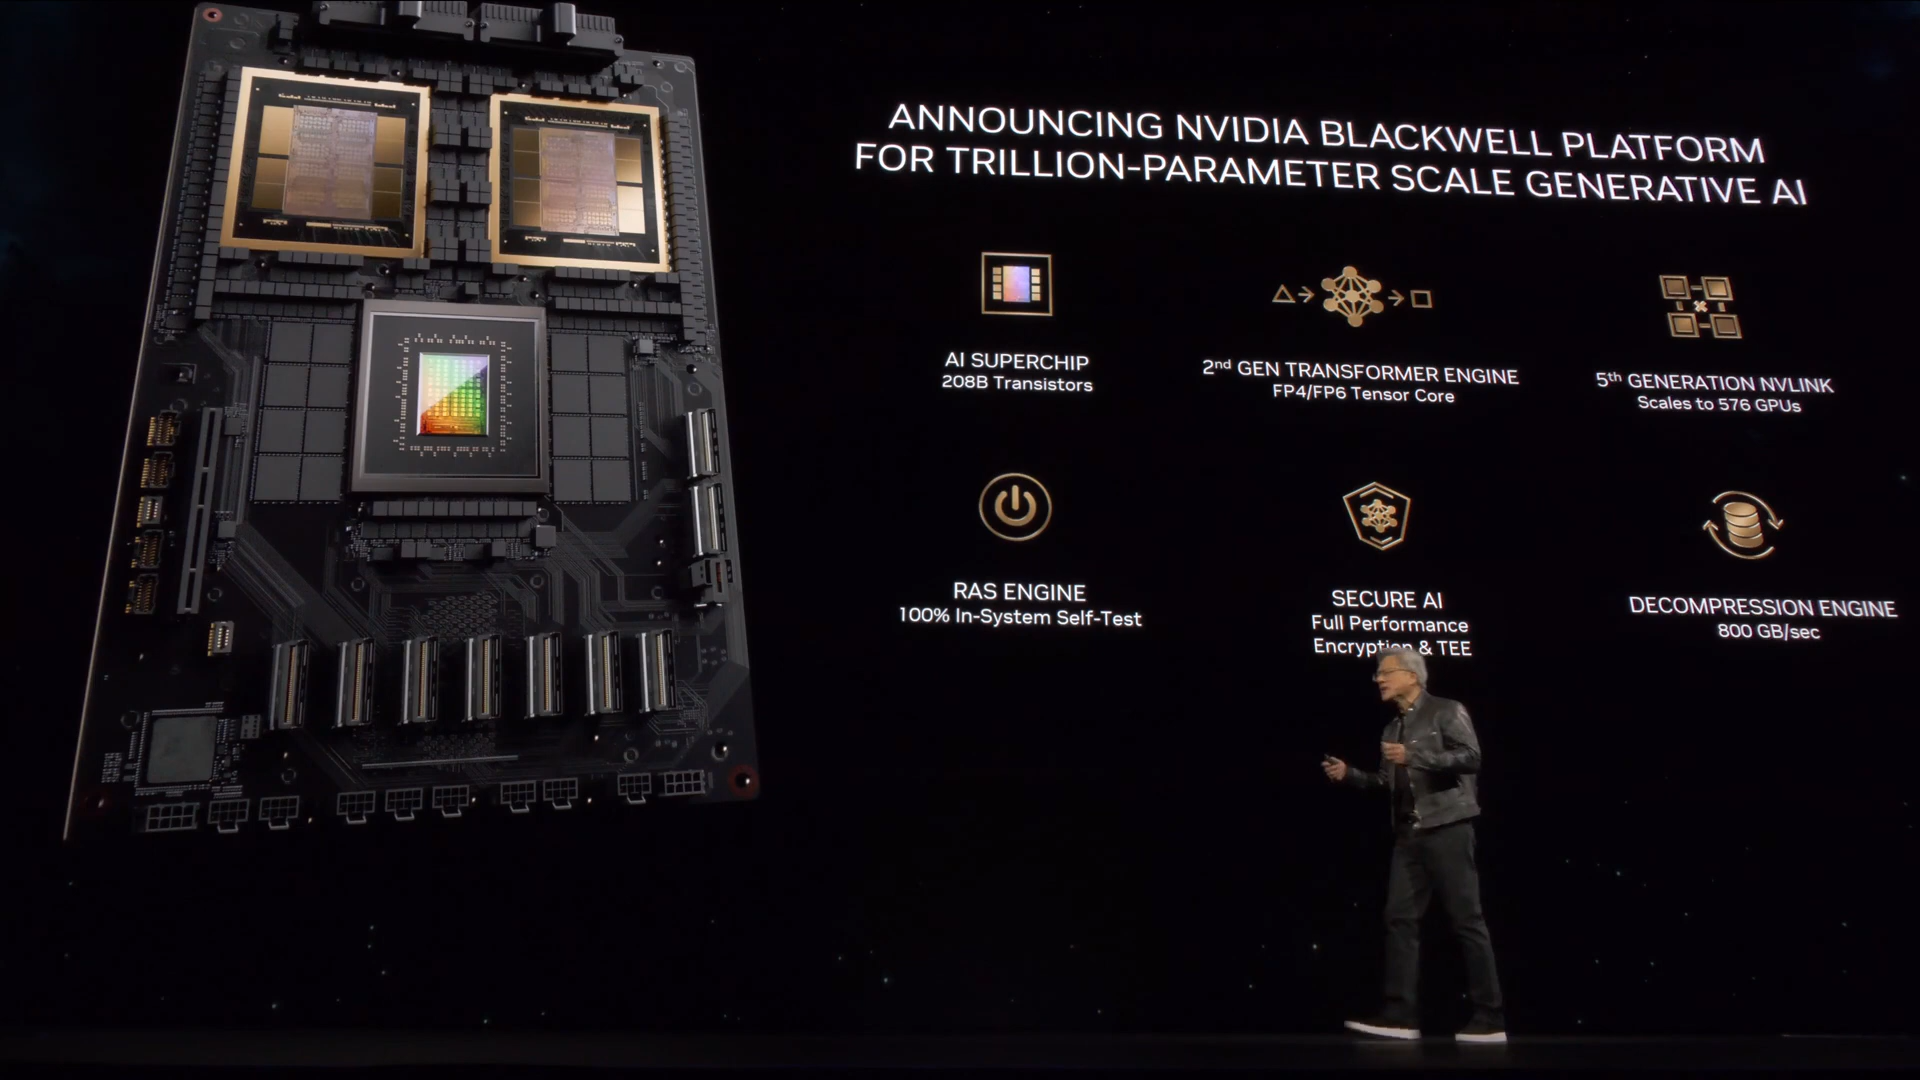 ANNOUNCING NVIDIA BLACKWELL PLATFORM
FOR TRILLION-PARAMETER SCALE GENERATIVE AI
AI SUPERCHIP
208B Transistors
2nd GEN TRANSFORMER ENGINE
FP4/FP6 Tensor Core
5th GENERATION NVLINK
Scales to 576 GPUs
RAS ENGINE
100% In-System Self-Test
SECURE AI
Full Performance
Encryption & TEE
DECOMPRESSION ENGINE
800 GB/sec